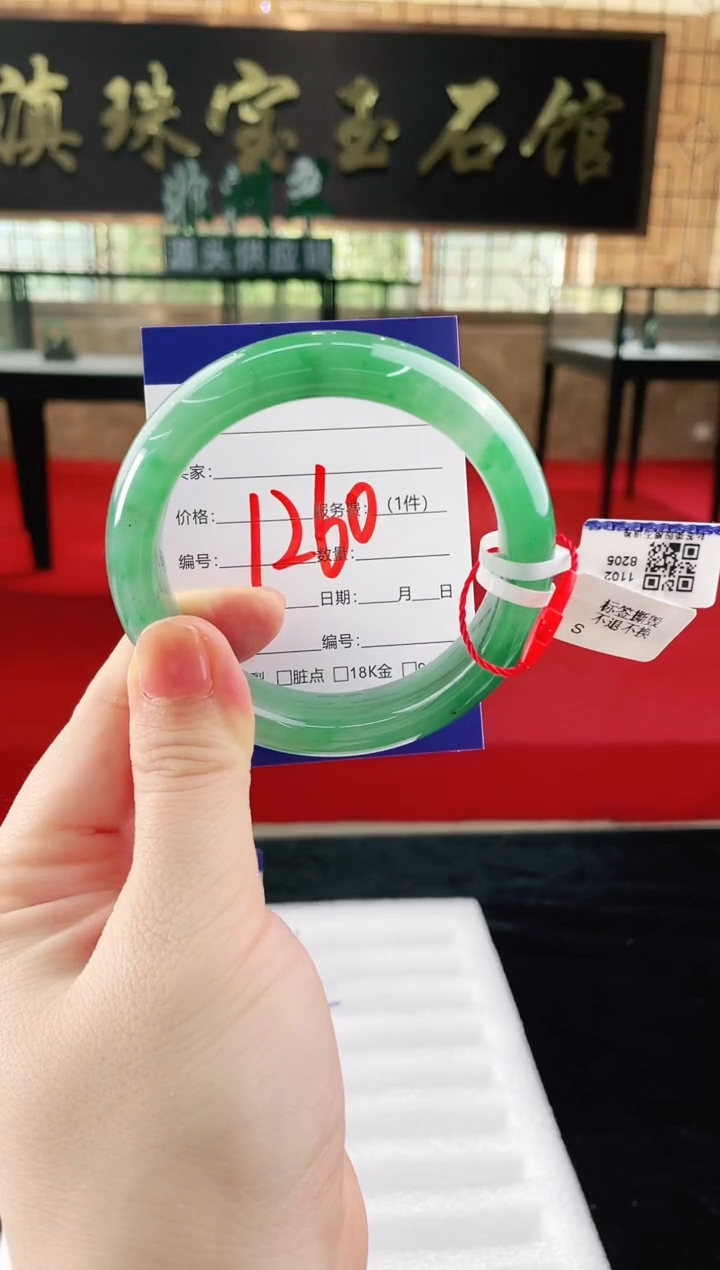 滇珠宝玉石馆
源头供应链
家:
价格: 服务费: (1件)
1260
编号: 数量:
日期: 月 日
编号:
□脏点 □18K金
1102
8205
标签撕毁
不退不换
S